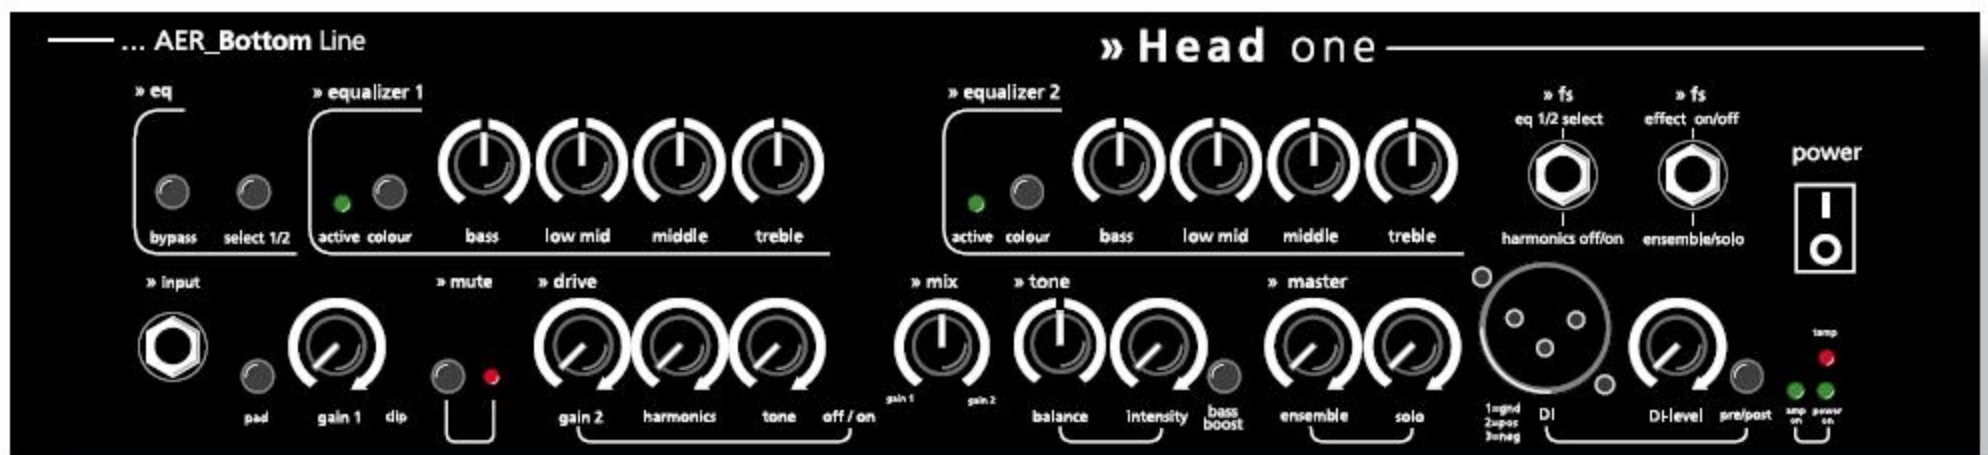 ... AER_Bottom Line
» Head one
» eq
» equalizer 1
» equalizer 2
» fs
eq 1/2 select
» fs
effect on/off
power
bypass
select 1/2
active
colour
bass
low mid
middle
treble
active
colour
bass
low mid
middle
treble
harmonics off/on
ensemble/solo
» input
» mute
» drive
» mix
» tone
» master
temp
pad
gain 1
clip
gain 2
harmonics
tone
off / on
gain 1
gain 2
balance
intensity
bass
boost
ensemble
solo
1=gnd
2=pos
3=neg
DI
DI-level
pre/post
amp
on
power
on